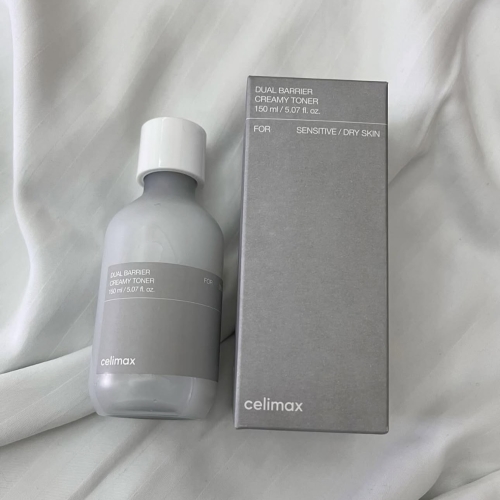 DUAL BARRIER
CREAMY TONER
150 ml / 5.07 fl. oz.
FOR SENSITIVE / DRY SKIN
celimax
DUAL BARRIER
CREAMY TONER
150 ml / 5.07 fl. oz.
FOR
celimax